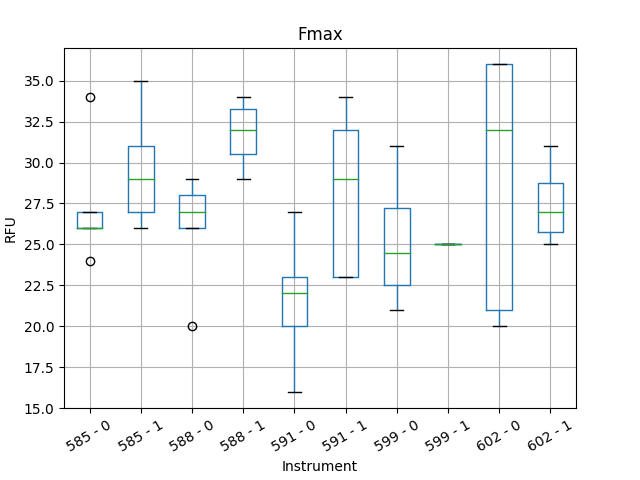 Fmax
35.0
32.5
30.0
27.5
25.0
22.5
20.0
17.5
15.0
RFU
585 - 0
585 - 1
588 - 0
588 - 1
591 - 0
591 - 1
599 - 0
599 - 1
602 - 0
602 - 1
Instrument